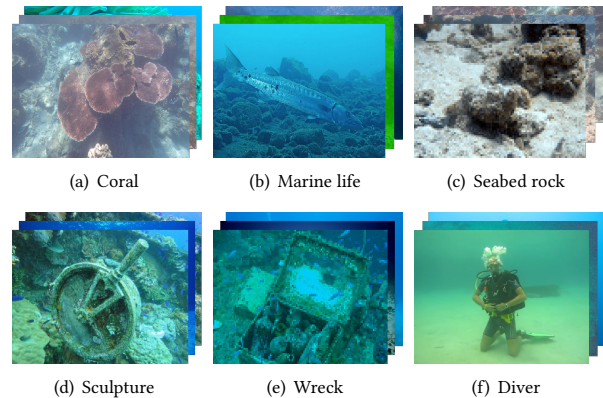 (a) Coral
(b) Marine life
(c) Seabed rock
(d) Sculpture
(e) Wreck
(f) Diver